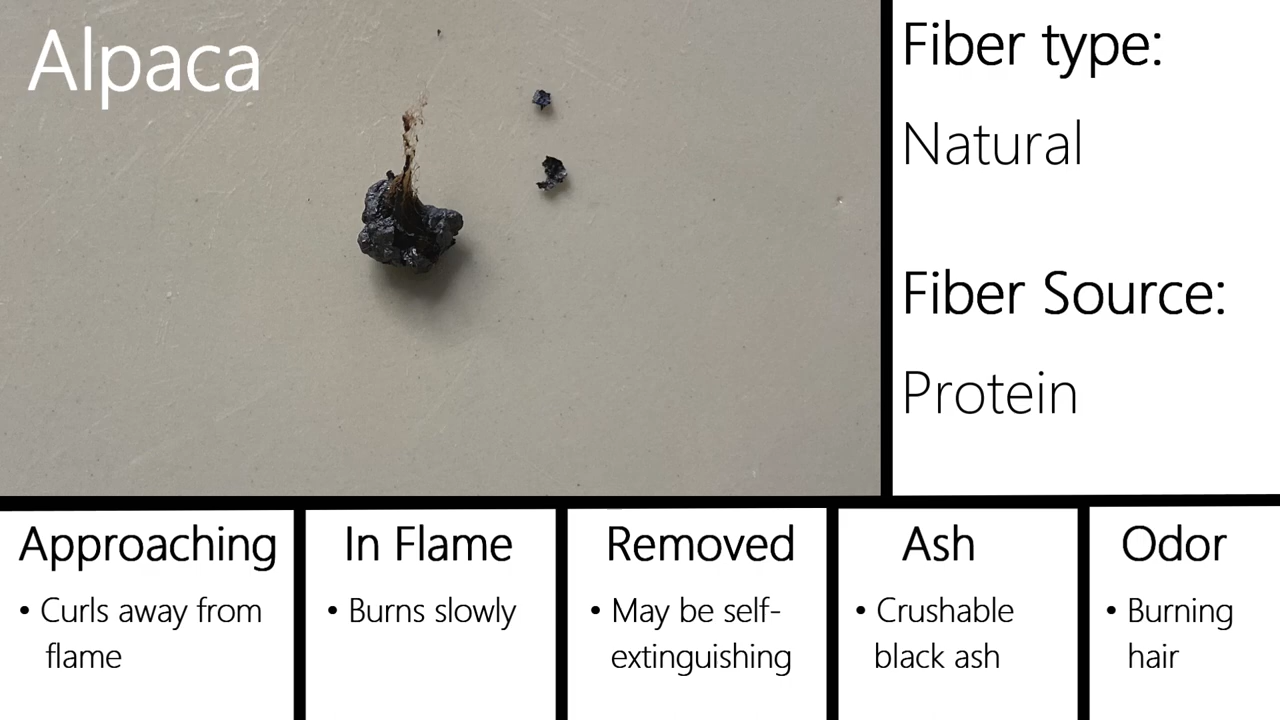 Alpaca
Fiber type:
Natural
Fiber Source:
Protein
Approaching
• Curls away from
flame
In Flame
• Burns slowly
Removed
• May be self-
extinguishing
Ash
• Crushable
black ash
Odor
• Burning
hair